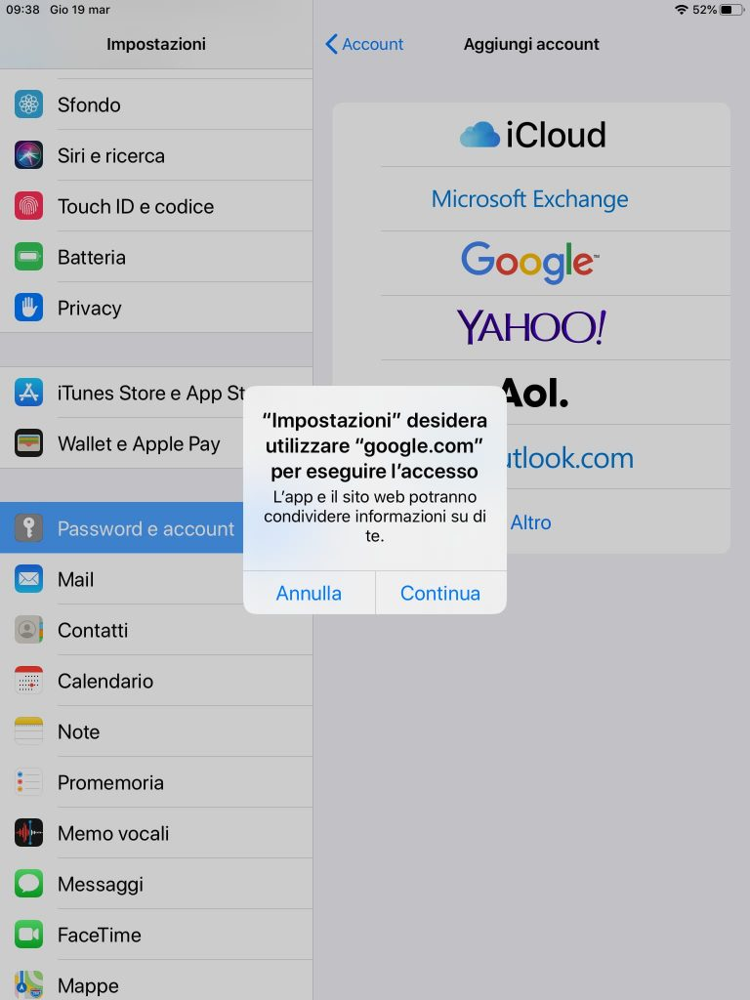 09:38 Gio 19 mar
52%
Impostazioni
Sfondo
Siri e ricerca
Touch ID e codice
Batteria
Privacy
iTunes Store e App St
Wallet e Apple Pay
Password e account
Mail
Contatti
Calendario
Note
Promemoria
Memo vocali
Messaggi
FaceTime
Mappe
Account
Aggiungi account
iCloud
Microsoft Exchange
Google™
YAHOO!
Aol.
utlook.com
Altro
“Impostazioni” desidera
utilizzare “google.com”
per eseguire l’accesso
L’app e il sito web potranno
condividere informazioni su di
te.
Annulla
Continua